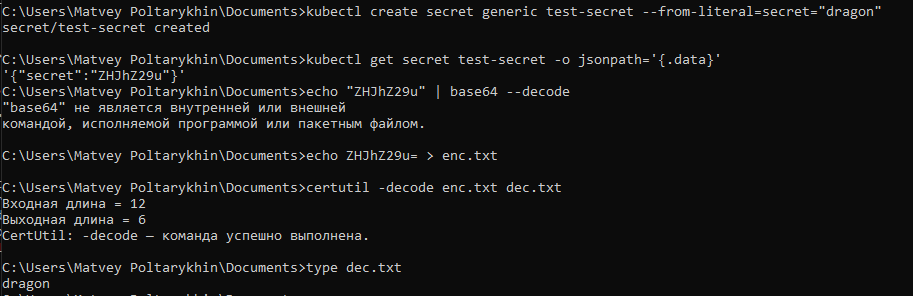 C:\Users\Matvey Poltarykhin\Documents>kubectl create secret generic test-secret --from-literal=secret="dragon"
secret/test-secret created
C:\Users\Matvey Poltarykhin\Documents>kubectl get secret test-secret -o jsonpath='{.data}'
'{"secret":"ZHJhZ29u"}'
C:\Users\Matvey Poltarykhin\Documents>echo "ZHJhZ29u" | base64 --decode
"base64" не является внутренней или внешней
командой, исполняемой программой или пакетным файлом.
C:\Users\Matvey Poltarykhin\Documents>echo ZHJhZ29u= > enc.txt
C:\Users\Matvey Poltarykhin\Documents>certutil -decode enc.txt dec.txt
Входная длина = 12
Выходная длина = 6
CertUtil: -decode — команда успешно выполнена.
C:\Users\Matvey Poltarykhin\Documents>type dec.txt
dragon